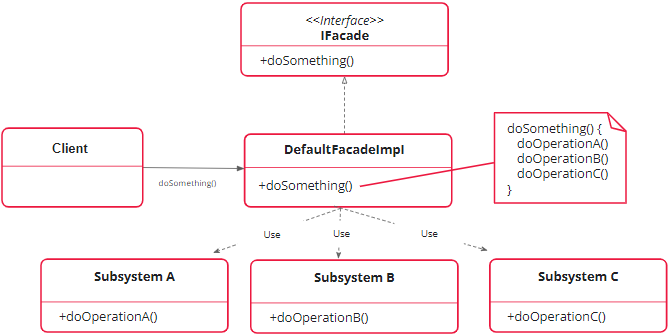 <<Interface>>
IFacade
+doSomething()
Client
doSomething()
DefaultFacadeImpl
+doSomething()
doSomething() {
doOperationA()
doOperationB()
doOperationC()
}
Use
Use
Use
Subsystem A
+doOperationA()
Subsystem B
+doOperationB()
Subsystem C
+doOperationC()